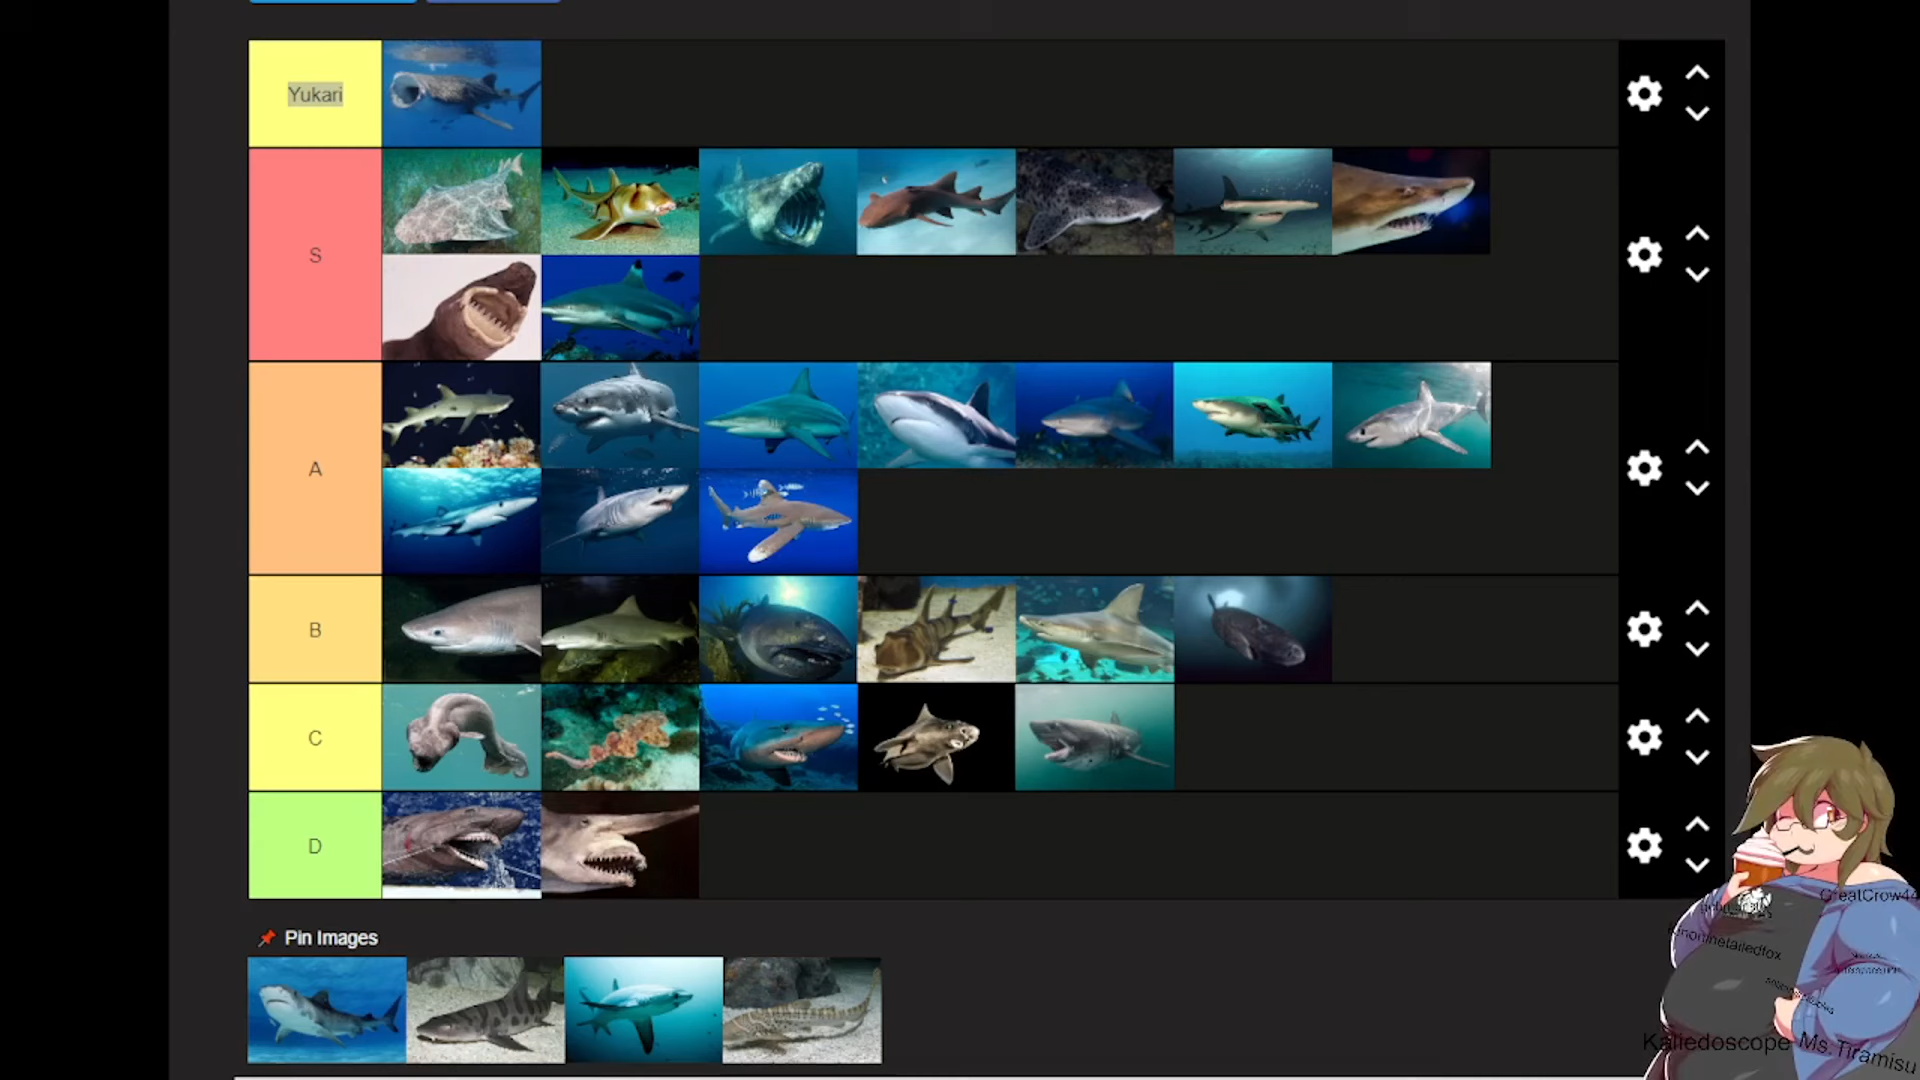 Yukari
S
A
B
C
D
Pin Images
GreatCrow44
Kaliedoscope Ms.Tiramisu